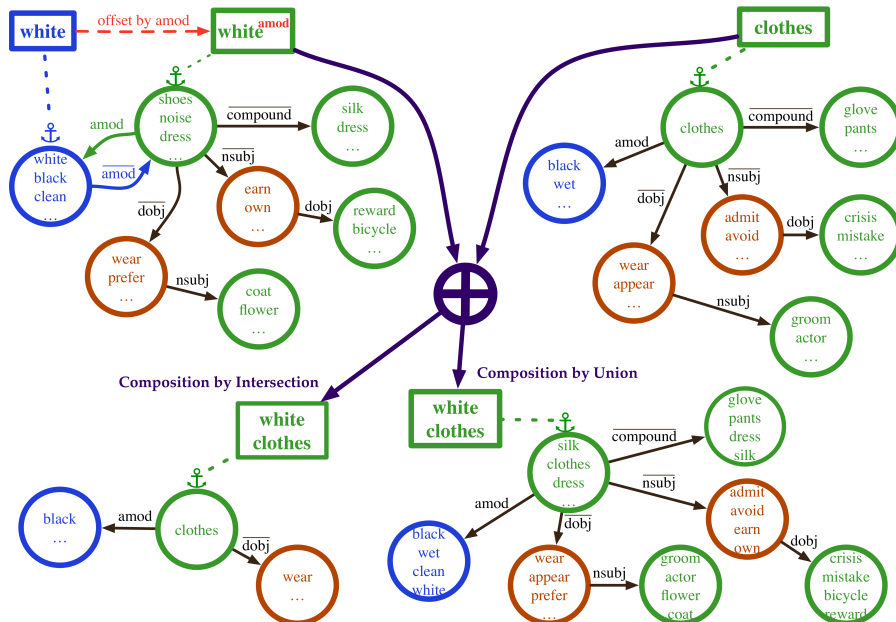 white
offset by amod
white^amod
clothes
shoes
noise
dress
…
amod
compound
silk
dress
…
white
black
clean
…
amod
nsubj
dobj
earn
own
…
dobj
reward
bicycle
…
wear
prefer
…
nsubj
coat
flower
…
clothes
compound
glove
pants
…
amod
black
wet
…
nsubj
dobj
admit
avoid
…
dobj
crisis
mistake
…
wear
appear
…
nsubj
groom
actor
…
Composition by Intersection
Composition by Union
white
clothes
clothes
amod
black
…
dobj
wear
…
white
clothes
silk
clothes
dress
…
compound
glove
pants
dress
silk
amod
black
wet
clean
white
nsubj
dobj
admit
avoid
earn
own
dobj
crisis
mistake
bicycle
reward
wear
appear
prefer
…
nsubj
groom
actor
flower
coat